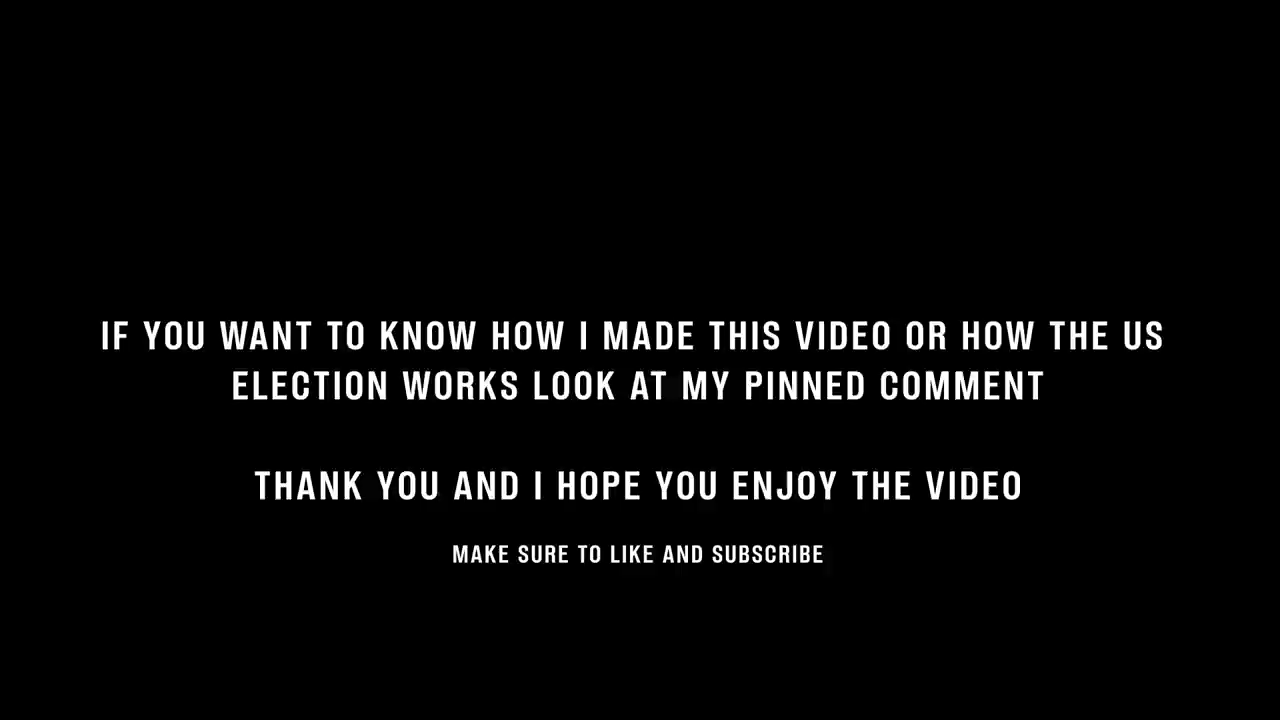 IF YOU WANT TO KNOW HOW I MADE THIS VIDEO OR HOW THE US
ELECTION WORKS LOOK AT MY PINNED COMMENT
THANK YOU AND I HOPE YOU ENJOY THE VIDEO
MAKE SURE TO LIKE AND SUBSCRIBE